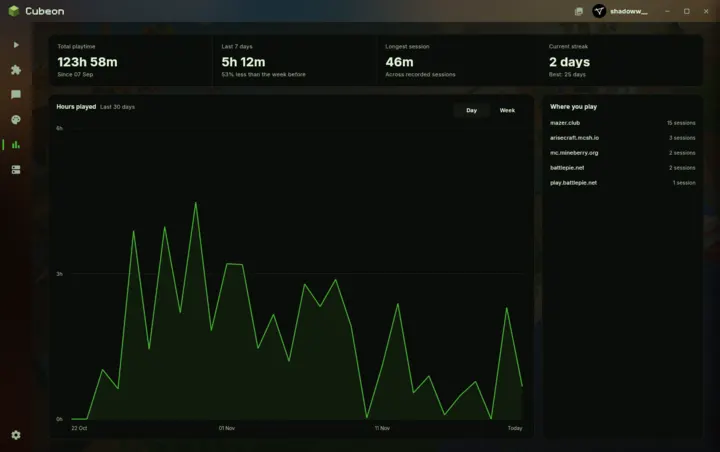 Cubeon
shadoww__
Total playtime
123h 58m
Since 07 Sep
Last 7 days
5h 12m
53% less than the week before
Longest session
46m
Across recorded sessions
Current streak
2 days
Best: 25 days
Hours played Last 30 days
Day
Week
6h
3h
0h
22 Oct
01 Nov
11 Nov
Today
Where you play
mazer.club 15 sessions
arisecraft.mcsh.io 3 sessions
mc.mineberry.org 2 sessions
battlepie.net 2 sessions
play.battlepie.net 1 session